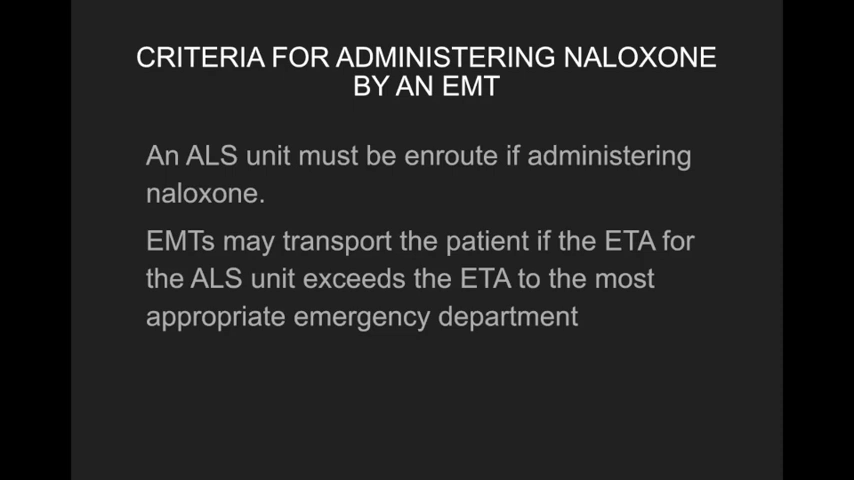 CRITERIA FOR ADMINISTERING NALOXONE
BY AN EMT
An ALS unit must be enroute if administering
naloxone.
EMTs may transport the patient if the ETA for
the ALS unit exceeds the ETA to the most
appropriate emergency department